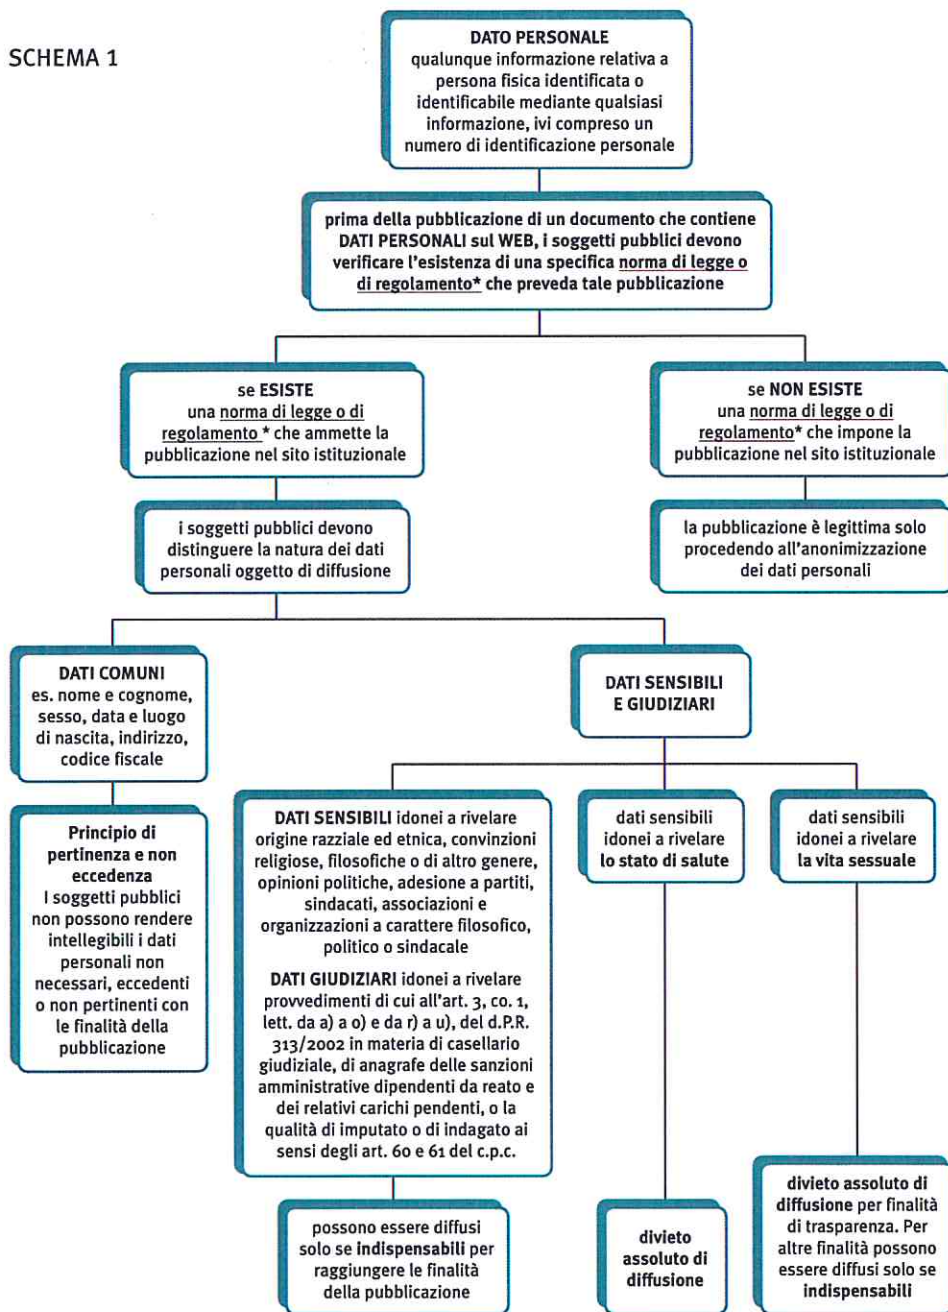 SCHEMA 1
DATO PERSONALE
qualunque informazione relativa a
persona fisica identificata o
identificabile mediante qualsiasi
informazione, ivi compreso un
numero di identificazione personale
prima della pubblicazione di un documento che contiene
DATI PERSONALI sul WEB, i soggetti pubblici devono
verificare l'esistenza di una specifica norma di legge o
di regolamento* che preveda tale pubblicazione
se ESISTE
una norma di legge o di
regolamento * che ammette la
pubblicazione nel sito istituzionale
se NON ESISTE
una norma di legge o di
regolamento* che impone la
pubblicazione nel sito istituzionale
i soggetti pubblici devono
distinguere la natura dei dati
personali oggetto di diffusione
la pubblicazione è legittima solo
procedendo all'anonimizzazione
dei dati personali
DATI COMUNI
es. nome e cognome,
sesso, data e luogo
di nascita, indirizzo,
codice fiscale
DATI SENSIBILI
E GIUDIZIARI
Principio di
pertinenza e non
eccedenza
I soggetti pubblici
non possono rendere
intellegibili i dati
personali non
necessari, eccedenti
o non pertinenti con
le finalità della
pubblicazione
DATI SENSIBILI idonei a rivelare
origine razziale ed etnica, convinzioni
religiose, filosofiche o di altro genere,
opinioni politiche, adesione a partiti,
sindacati, associazioni e
organizzazioni a carattere filosofico,
politico o sindacale
DATI GIUDIZIARI idonei a rivelare
provvedimenti di cui all'art. 3, co. 1,
lett. da a) a o) e da r) a u), del d.P.R.
313/2002 in materia di casellario
giudiziale, di anagrafe delle sanzioni
amministrative dipendenti da reato e
dei relativi carichi pendenti, o la
qualità di imputato o di indagato ai
sensi degli art. 60 e 61 del c.p.c.
dati sensibili
idonei a rivelare
lo stato di salute
dati sensibili
idonei a rivelare
la vita sessuale
possono essere diffusi
solo se indispensabili per
raggiungere le finalità
della pubblicazione
divieto
assoluto di
diffusione
divieto assoluto di
diffusione per finalità
di trasparenza. Per
altre finalità possono
essere diffusi solo se
indispensabili